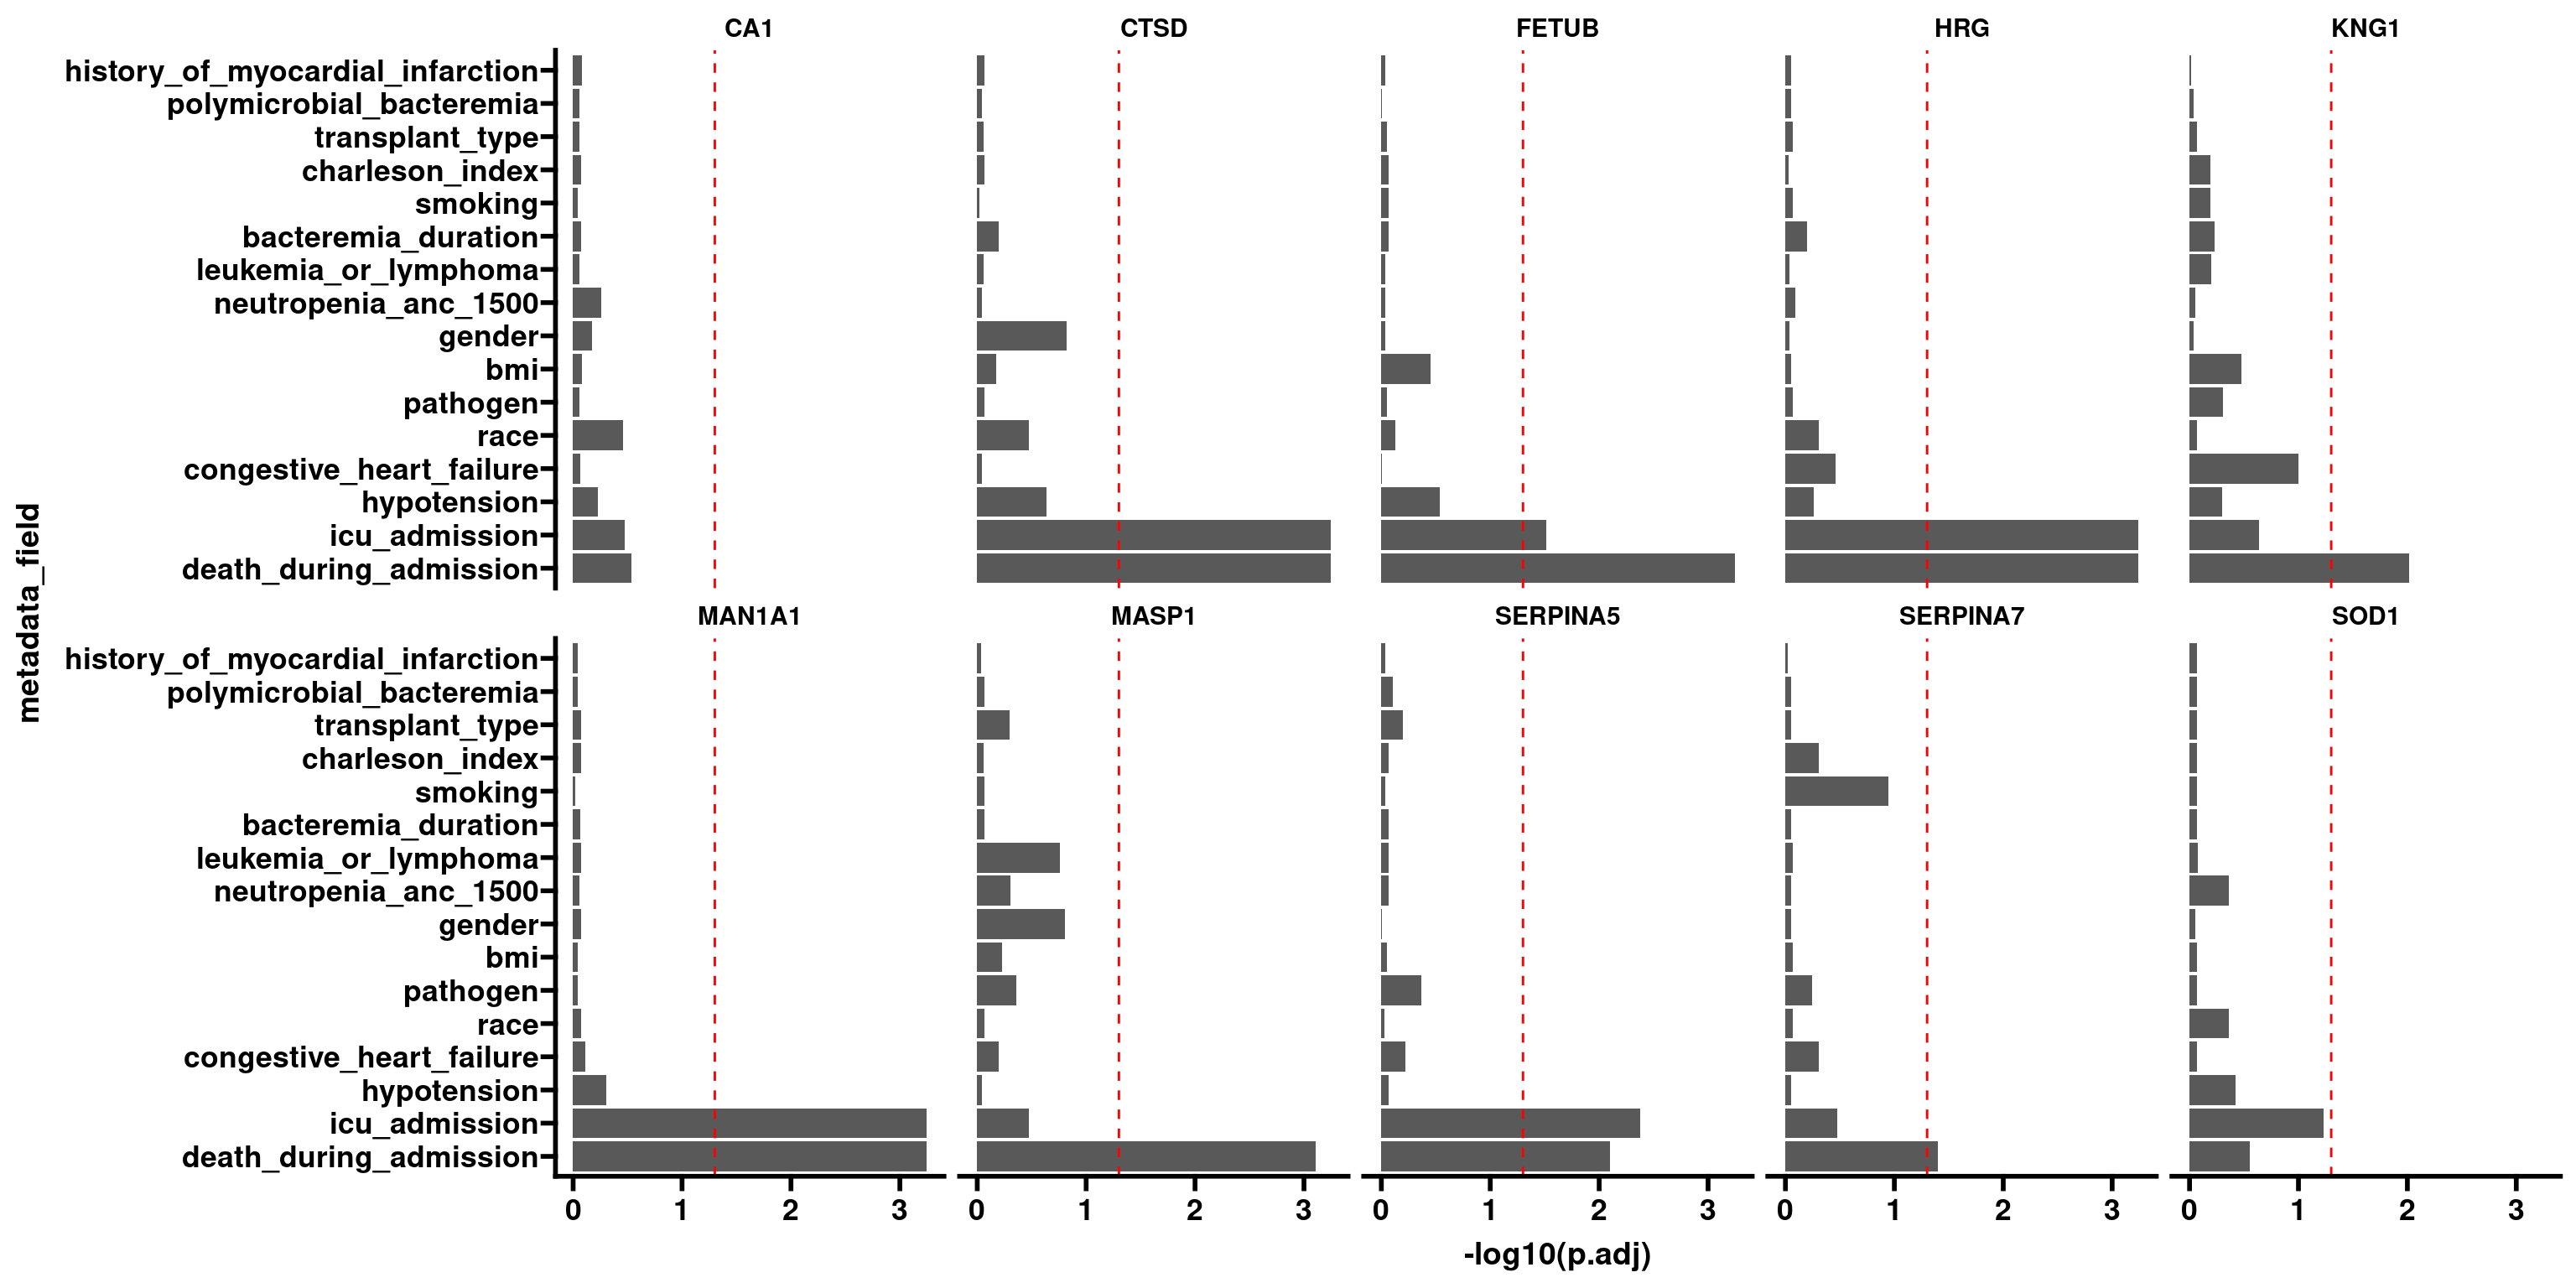 CA1 CTSD FETUB HRG KNG1
history_of_myocardial_infarction
polymicrobial_bacteremia
transplant_type
charleson_index
smoking
bacteremia_duration
leukemia_or_lymphoma
neutropenia_anc_1500
gender
bmi
pathogen
race
congestive_heart_failure
hypotension
icu_admission
death_during_admission
metadata_field
MAN1A1 MASP1 SERPINA5 SERPINA7 SOD1
history_of_myocardial_infarction
polymicrobial_bacteremia
transplant_type
charleson_index
smoking
bacteremia_duration
leukemia_or_lymphoma
neutropenia_anc_1500
gender
bmi
pathogen
race
congestive_heart_failure
hypotension
icu_admission
death_during_admission
0 1 2 3 0 1 2 3 0 1 2 3 0 1 2 3 0 1 2 3
-log10(p.adj)